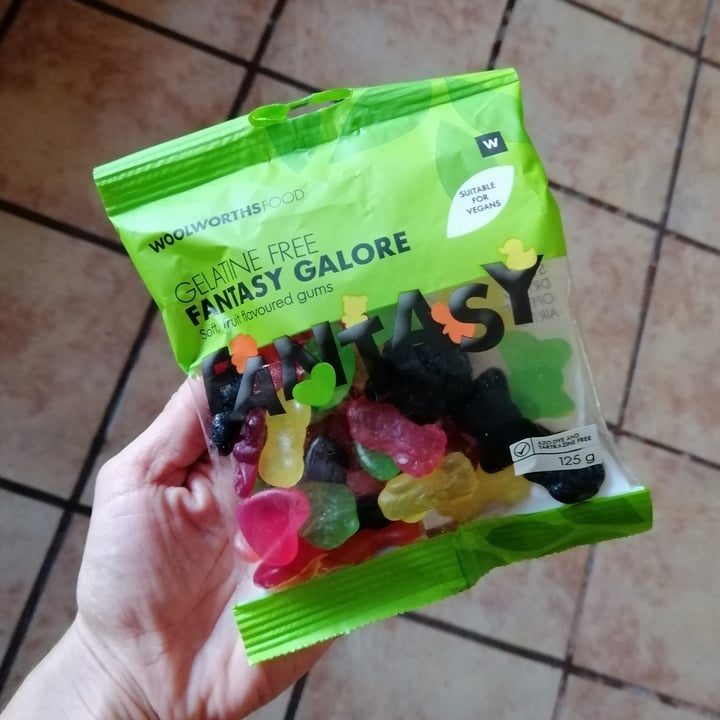 W
SUITABLE
FOR
VEGANS
WOOLWORTHSFOOD
GELATINE FREE
FANTASY GALORE
Soft, fruit flavoured gums
FANTASY
AZO DYE AND
TARTRAZINE FREE
125 g